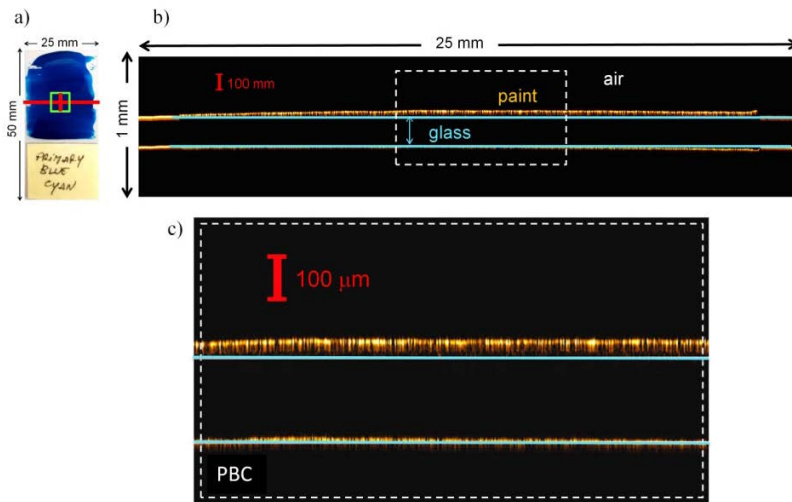 a)
25 mm
50 mm
PRIMARY
BLUE
CYAN
b)
25 mm
1 mm
100 mm
air
paint
glass
c)
100 μm
PBC